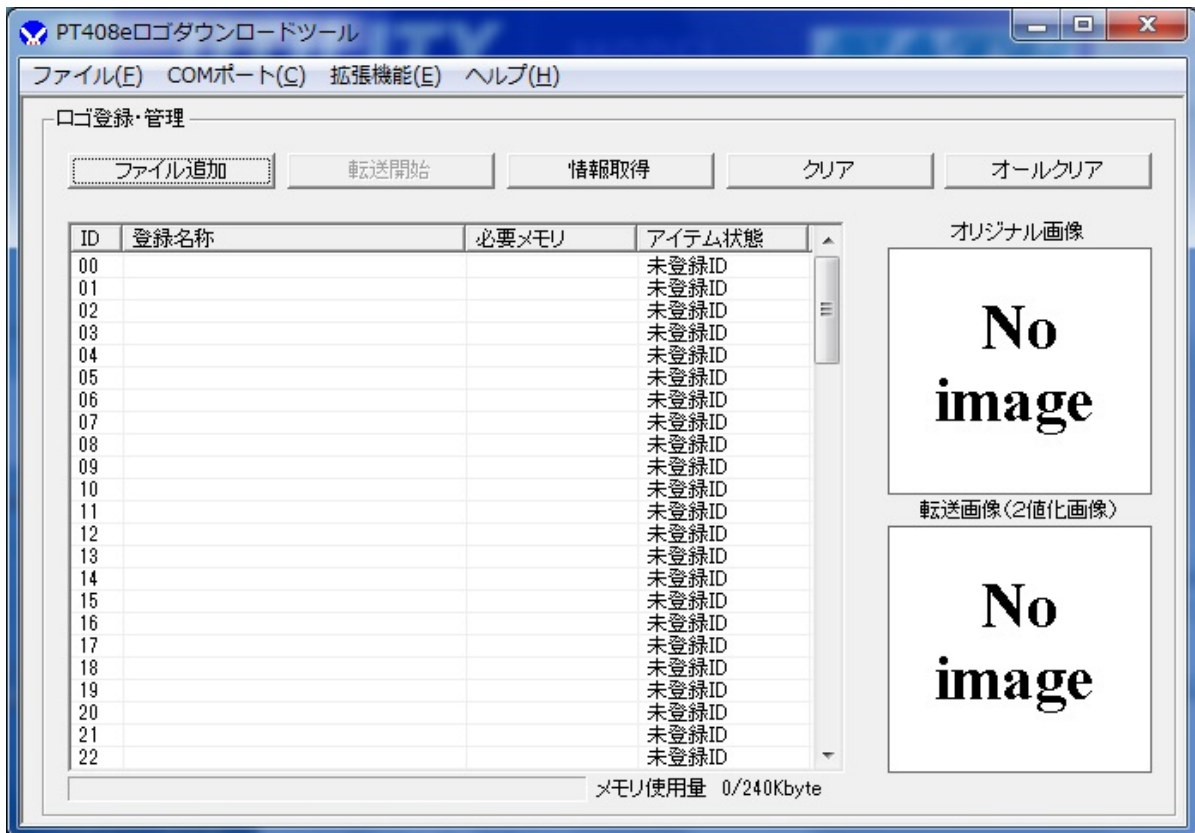 PT408eロゴダウンロードツール
ファイル(F) COMポート(C) 拡張機能(E) ヘルプ(H)
ロゴ登録・管理
ファイル追加 転送開始 情報取得 クリア オールクリア
ID 登録名称 必要メモリ アイテム状態
00 未登録ID
01 未登録ID
02 未登録ID
03 未登録ID
04 未登録ID
05 未登録ID
06 未登録ID
07 未登録ID
08 未登録ID
09 未登録ID
10 未登録ID
11 未登録ID
12 未登録ID
13 未登録ID
14 未登録ID
15 未登録ID
16 未登録ID
17 未登録ID
18 未登録ID
19 未登録ID
20 未登録ID
21 未登録ID
22 未登録ID
メモリ使用量 0/240Kbyte
オリジナル画像
No
image
転送画像(2値化画像)
No
image